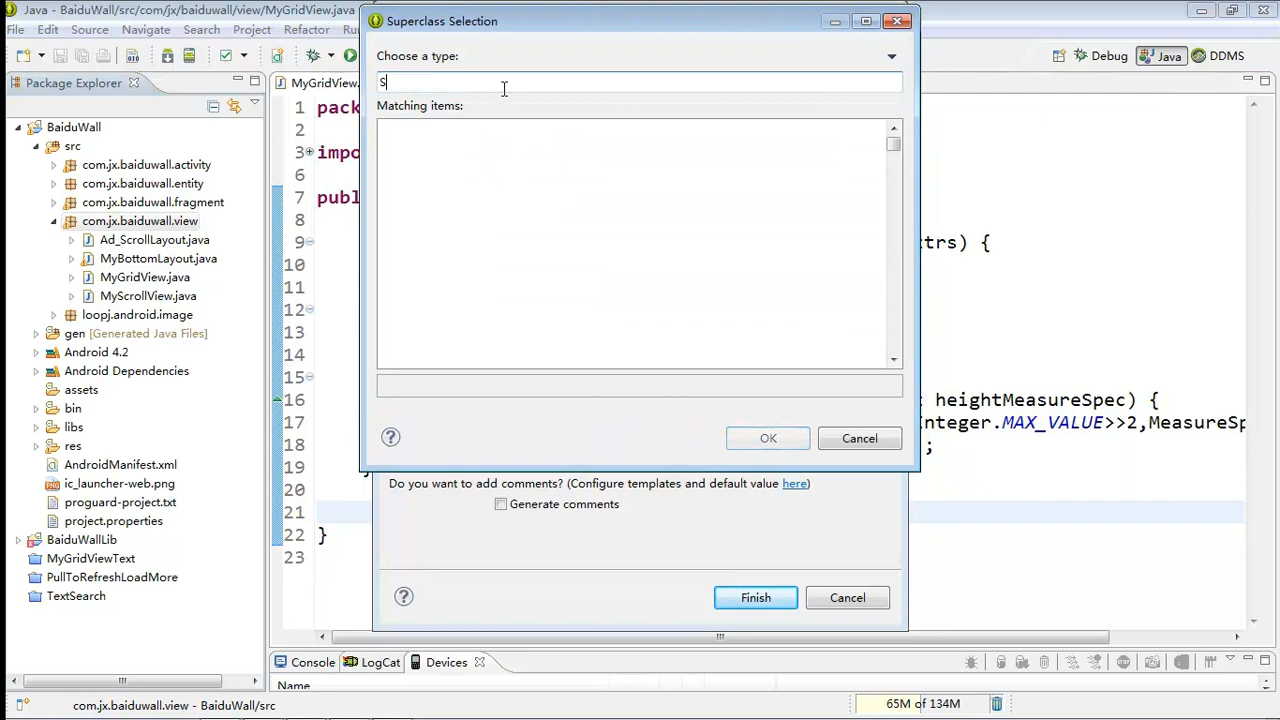 Java - BaiduWall/src/com/jx/baiduwall/view/MyGridView.java
Superclass Selection
File Edit Source Navigate Search Project Refactor
Choose a type:
Debug Java DDMS
S
Package Explorer
MyGridView.
Matching items:
BaiduWall
src
com.jx.baiduwall.activity
com.jx.baiduwall.entity
com.jx.baiduwall.fragment
com.jx.baiduwall.view
Ad_ScrollLayout.java
MyBottomLayout.java
MyGridView.java
MyScrollView.java
loopj.android.image
gen [Generated Java Files]
Android 4.2
Android Dependencies
assets
bin
libs
res
AndroidManifest.xml
ic_launcher-web.png
proguard-project.txt
project.properties
BaiduWallLib
MyGridViewText
PullToRefreshLoadMore
TextSearch
1 pack
2
3 impo
6
7 publ
8
9 trs) {
10
11
12
13
14
15
16 heightMeasureSpec) {
17 Integer.MAX_VALUE>>2,MeasureSp
18 ;
19 }
20
21
22 }
23
OK Cancel
Do you want to add comments? (Configure templates and default value here)
Generate comments
Finish Cancel
Console LogCat Devices
Name
com.jx.baiduwall.view - BaiduWall/src
65M of 134M